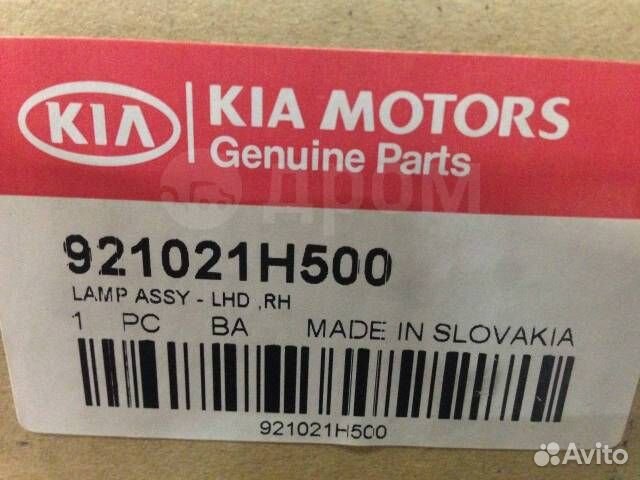 KIA
KIA MOTORS
Genuine Parts
дром
921021H500
LAMP ASSY - LHD ,RH
1 PC BA MADE IN SLOVAKIA
921021H500
Avito